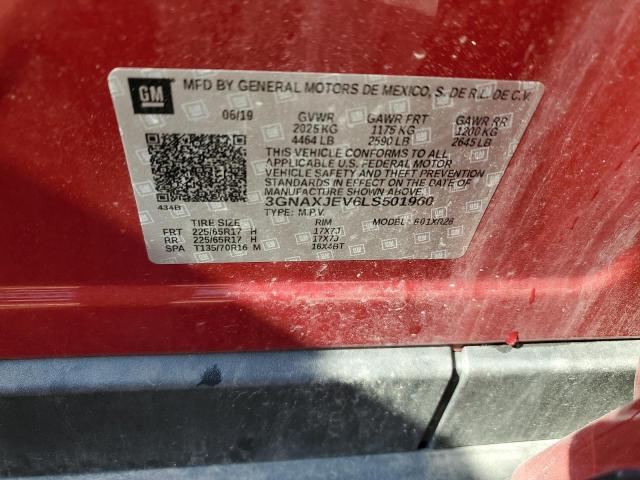 GM
MFD BY GENERAL MOTORS DE MEXICO, S. DE R.L. DE C.V.
06/19 GVWR GAWR FRT GAWR RR
2025 KG 1175 KG 1200 KG
4464 LB 2590 LB 2645 LB
THIS VEHICLE CONFORMS TO ALL
APPLICABLE U.S. FEDERAL MOTOR
VEHICLE SAFETY, BUMPER, AND
THEFT PREVENTION STANDARDS
IN EFFECT ON THE DATE OF
MANUFACTURE SHOWN ABOVE
434B 3GNAXJEV6LS501960
TYPE: M.P.V. MODEL: 601XR26
TIRE SIZE RIM
FRT 225/65R17 H 17X7J
RR 225/65R17 H 17X7J
SPA T135/70R16 M 16X4BT